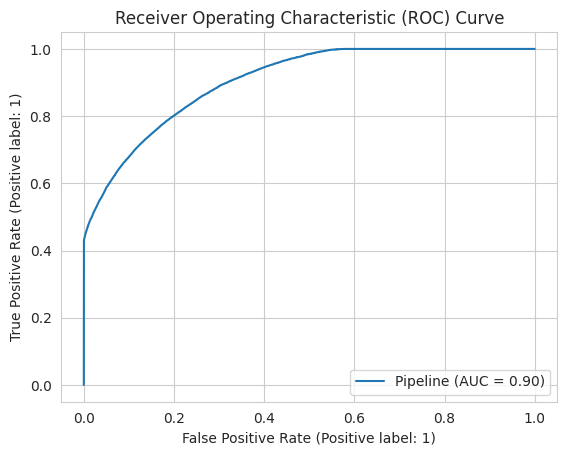 Receiver Operating Characteristic (ROC) Curve
True Positive Rate (Positive label: 1)
1.0
0.8
0.6
0.4
0.2
0.0
Pipeline (AUC = 0.90)
0.0 0.2 0.4 0.6 0.8 1.0
False Positive Rate (Positive label: 1)